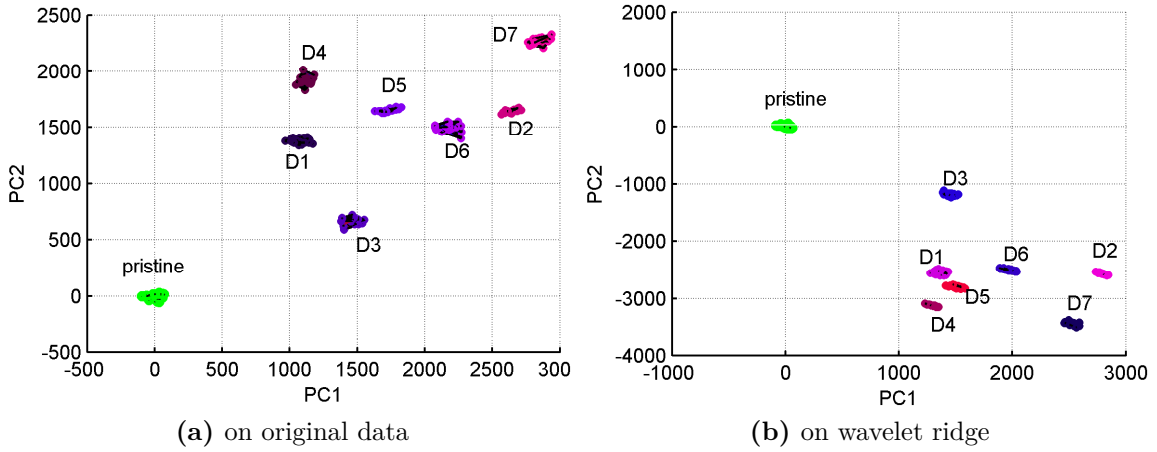 2500
2000
1500
1000
500
0
-500
PC2
-500
0
500
1000
1500
2000
2500
300
PC1
D7
D4
D5
D2
D6
D1
D3
pristine
(a) on original data
2000
1000
0
-1000
-2000
-3000
-4000
PC2
-1000
0
1000
2000
3000
PC1
pristine
D3
D1
D6
D2
D5
D7
D4
(b) on wavelet ridge